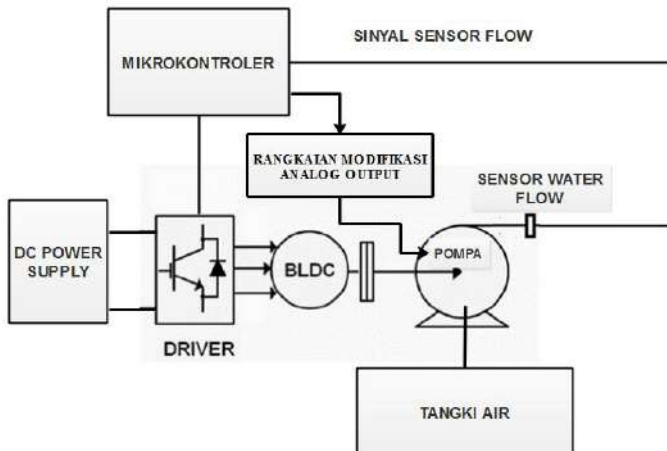 MIKROKONTROLER
SINYAL SENSOR FLOW
RANGKAIAN MODIFIKASI
ANALOG OUTPUT
SENSOR WATER
FLOW
DC POWER
SUPPLY
BLDC
POMPA
DRIVER
TANGKI AIR